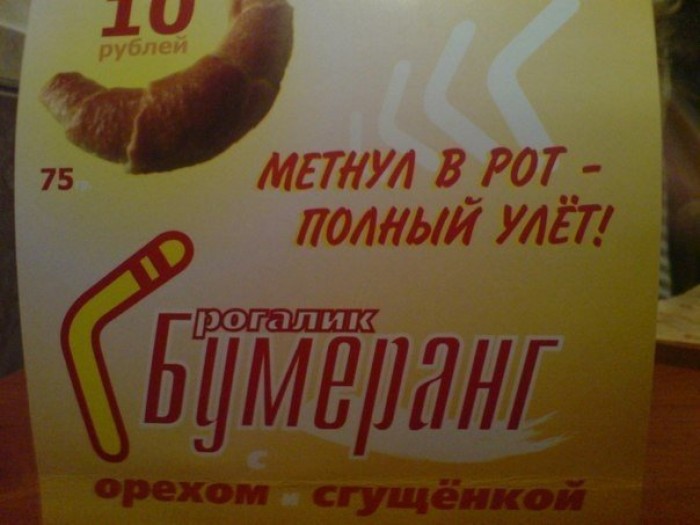 10
рублей
75 г
МЕТНУЛ В РОТ -
ПОЛНЫЙ УЛЁТ!
рогалик
Бумеранг
с
орехом и сгущёнкой